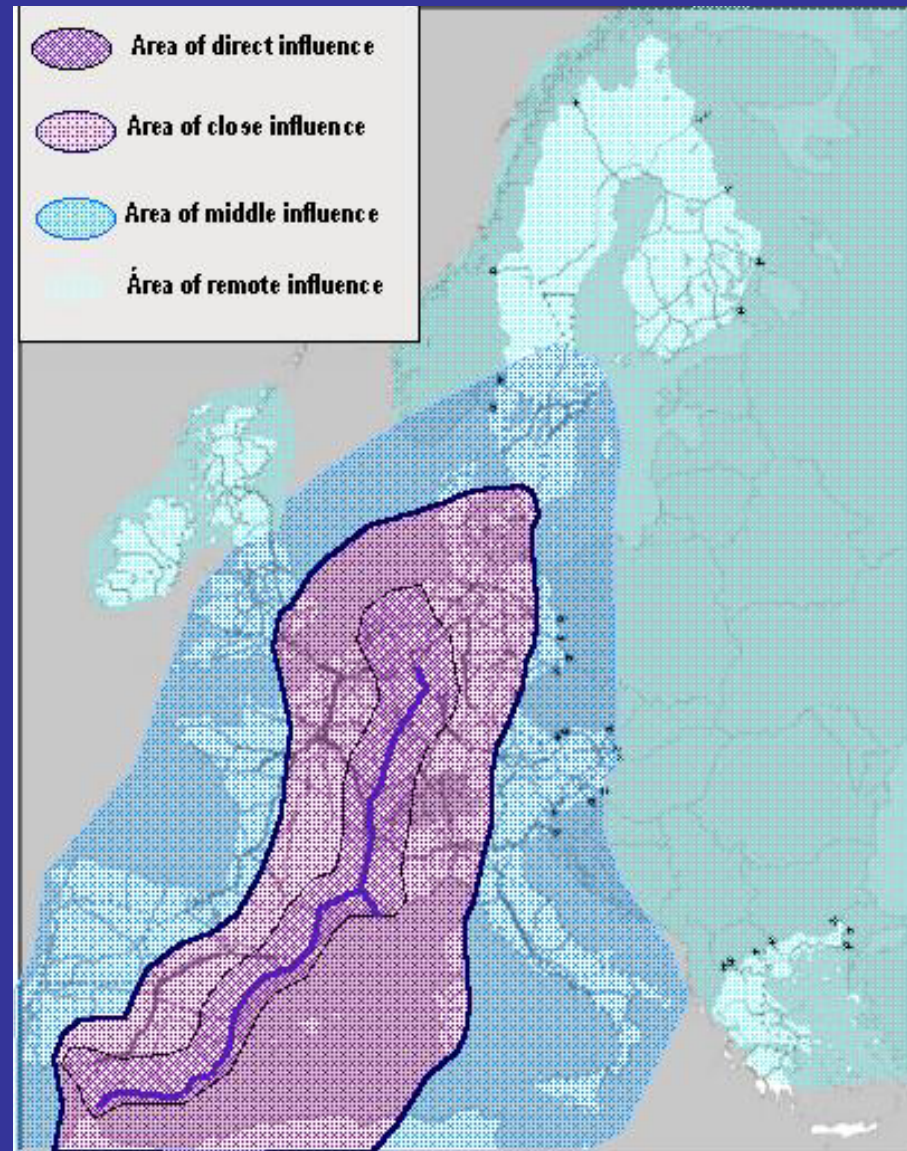 Area of direct influence
Area of close influence
Area of middle influence
Área of remote influence